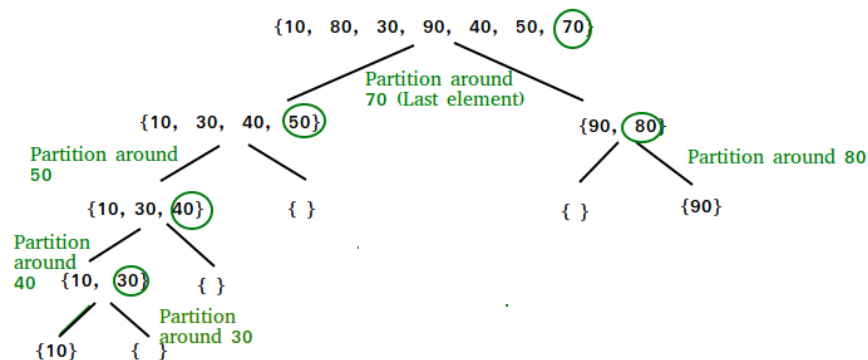 {10, 80, 30, 90, 40, 50, 70}
Partition around
70 (Last element)
{10, 30, 40, 50}
{90, 80}
Partition around
50
Partition around 80
{10, 30, 40}
{ }
{ }
{90}
Partition
around
40
{10, 30}
{ }
Partition
around 30
{10}
{ }